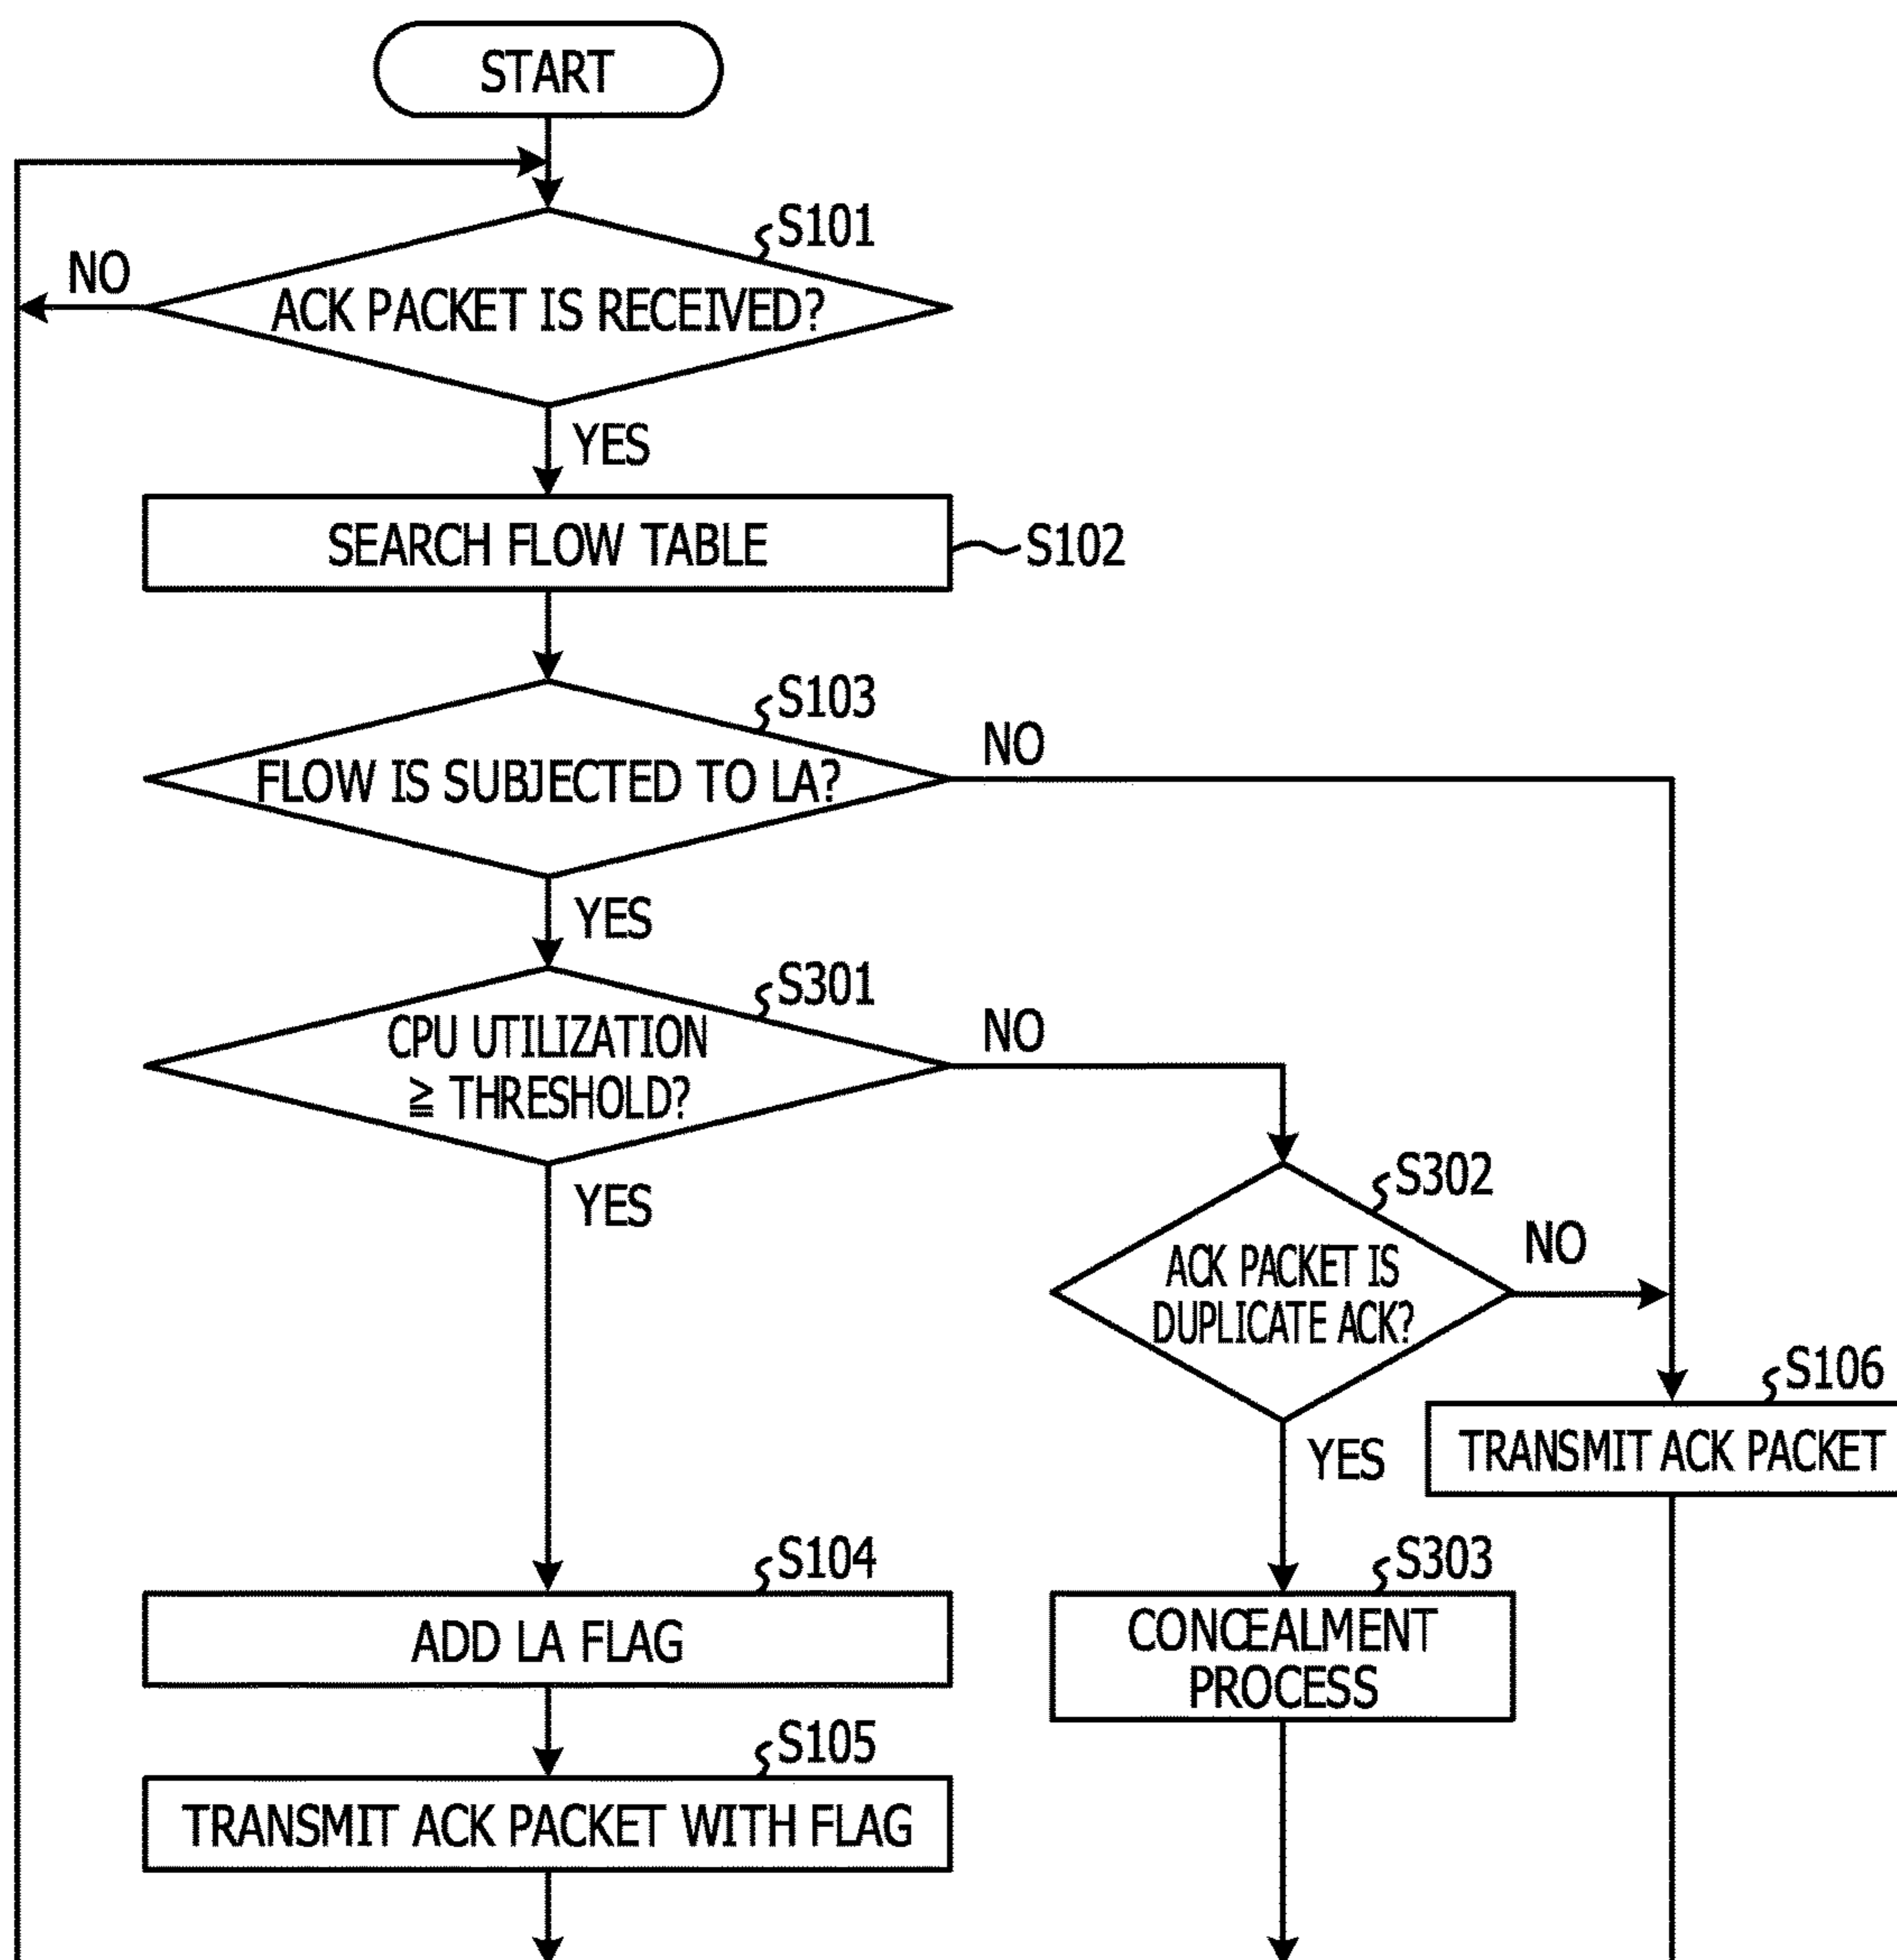 START
S101
NO
ACK PACKET IS RECEIVED?
YES
SEARCH FLOW TABLE
S102
S103
NO
FLOW IS SUBJECTED TO LA?
YES
S301
NO
CPU UTILIZATION
≧ THRESHOLD?
YES
S302
NO
ACK PACKET IS
DUPLICATE ACK?
S106
YES
TRANSMIT ACK PACKET
S104
S303
ADD LA FLAG
CONCEALMENT
PROCESS
S105
TRANSMIT ACK PACKET WITH FLAG